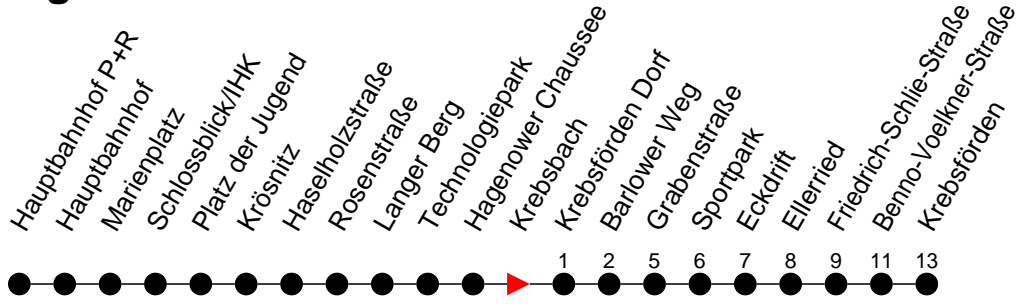 Hauptbahnhof P+R
Hauptbahnhof
Marienplatz
Schlossblick/IHK
Platz der Jugend
Krösnitz
Haselholzstraße
Rosenstraße
Langer Berg
Technologiepark
Hagenower Chaussee
Krebsbach
Krebsförden Dorf
Barlower Weg
Grabenstraße
Sportpark
Eckdrift
Ellerried
Friedrich-Schlie-Straße
Benno-Voelkner-Straße
Krebsförden
1 2 5 6 7 8 9 11 13